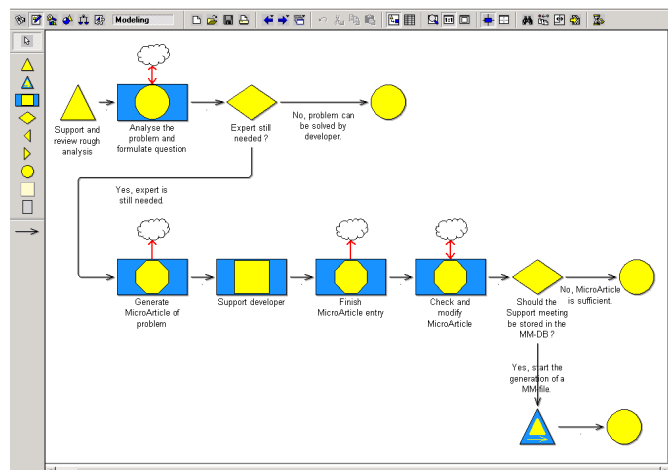 Modeling
Support and
review rough
analysis
Analyse the
problem and
formulate question
Expert still
needed ?
No, problem can
be solved by
developer.
Yes, expert is
still needed.
Generate
MicroArticle of
problem
Support developer
Finish
MicroArticle entry
Check and
modify
MicroArticle
Should the
Support meeting
be stored in the
MM-DB ?
No, MicroArticle
is sufficient.
Yes, start the
generation of a
MM-file.